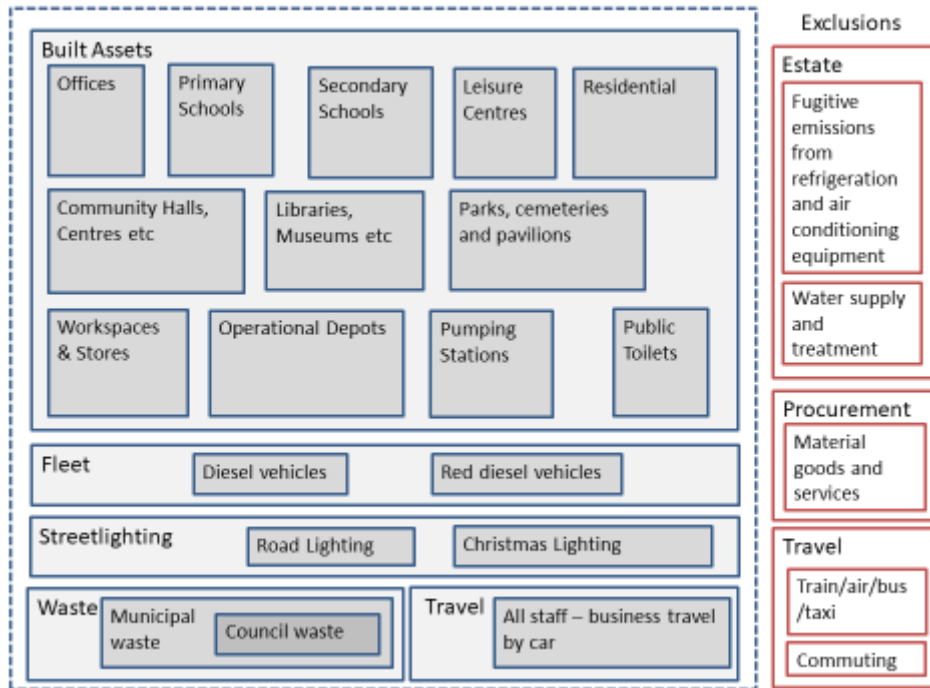 Built Assets
Offices
Primary
Schools
Secondary
Schools
Leisure
Centres
Residential
Community Halls,
Centres etc
Libraries,
Museums etc
Parks, cemeteries
and pavilions
Workspaces
& Stores
Operational Depots
Pumping
Stations
Public
Toilets
Fleet
Diesel vehicles
Red diesel vehicles
Streetlighting
Road Lighting
Christmas Lighting
Waste
Municipal
waste
Council waste
Travel
All staff – business travel
by car
Exclusions
Estate
Fugitive
emissions
from
refrigeration
and air
conditioning
equipment
Water supply
and
treatment
Procurement
Material
goods and
services
Travel
Train/air/bus
/taxi
Commuting